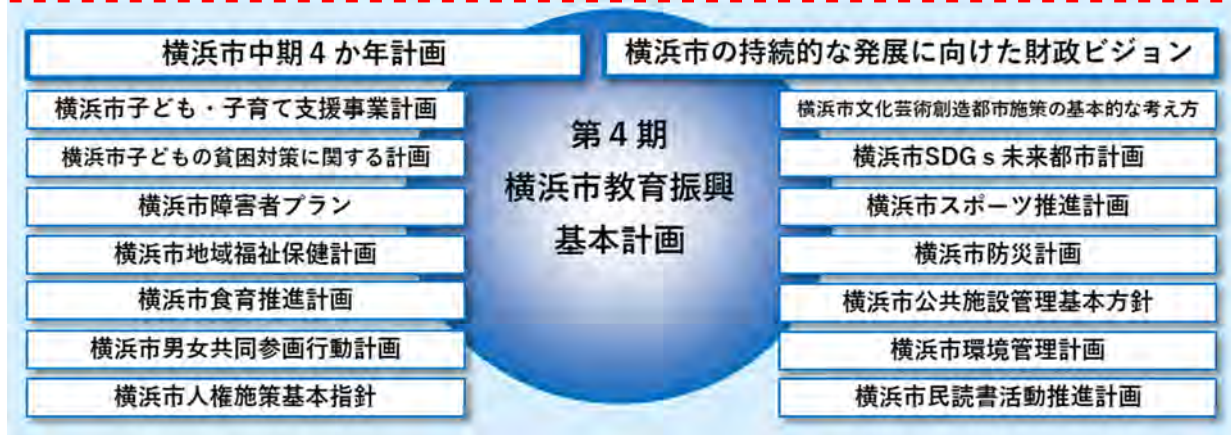 横浜市中期4か年計画
横浜市の持続的な発展に向けた財政ビジョン
横浜市子ども・子育て支援事業計画
横浜市子どもの貧困対策に関する計画
横浜市障害者プラン
横浜市地域福祉保健計画
横浜市食育推進計画
横浜市男女共同参画行動計画
横浜市人権施策基本指針
第4期
横浜市教育振興
基本計画
横浜市文化芸術創造都市施策の基本的な考え方
横浜市SDGs未来都市計画
横浜市スポーツ推進計画
横浜市防災計画
横浜市公共施設管理基本方針
横浜市環境管理計画
横浜市民読書活動推進計画